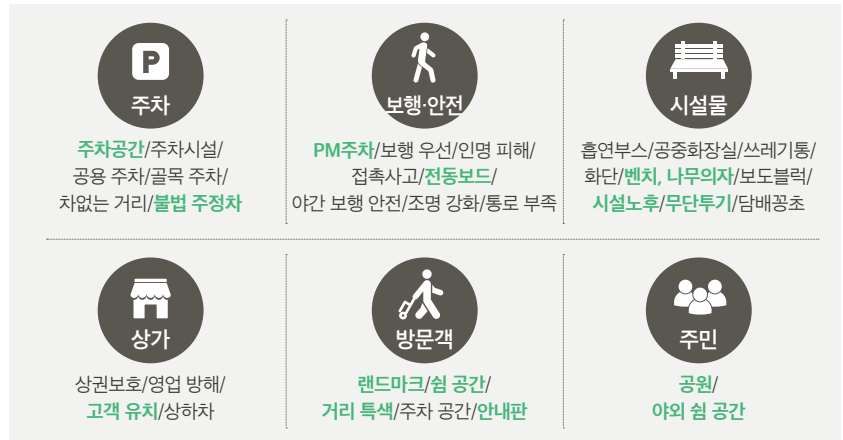 P
주차
주차공간/주차시설/
공용 주차/골목 주차/
차없는 거리/불법 주정차
보행·안전
PM주차/보행 우선/인명 피해/
접촉사고/전동보드/
야간 보행 안전/조명 강화/통로 부족
시설물
흡연부스/공중화장실/쓰레기통/
화단/벤치, 나무의자/보도블럭/
시설노후/무단투기/담배꽁초
상가
상권보호/영업 방해/
고객 유치/상하차
방문객
랜드마크/쉼 공간/
거리 특색/주차 공간/안내판
주민
공원/
야외 쉼 공간